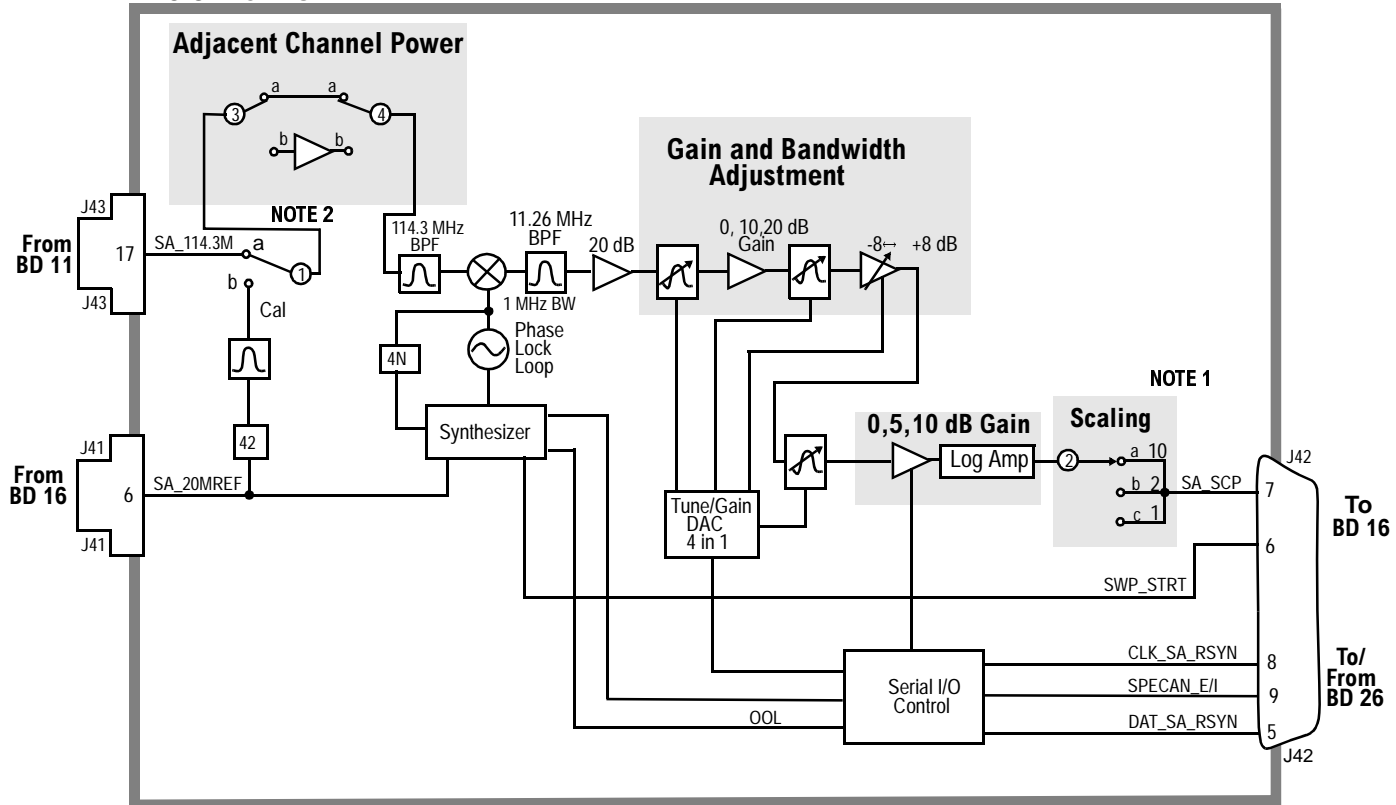 Adjacent Channel Power
a
a
3
4
b
b
NOTE 2
J43
From
BD 11
17
J43
SA_114.3M
a
1
b
Cal
42
J41
From
BD 16
6
J41
SA_20MREF
114.3 MHz
BPF
11.26 MHz
BPF
1 MHz BW
20 dB
4N
Phase
Lock
Loop
Synthesizer
Gain and Bandwidth
Adjustment
0, 10,20 dB
Gain
-8↔ +8 dB
Tune/Gain
DAC
4 in 1
0,5,10 dB Gain
Log Amp
2
NOTE 1
Scaling
a 10
b 2
c 1
SA_SCP
J42
7
To
BD 16
6
SWP_STRT
Serial I/O
Control
OOL
CLK_SA_RSYN
8
SPECAN_E/I
9
DAT_SA_RSYN
5
To/
From
BD 26
J42